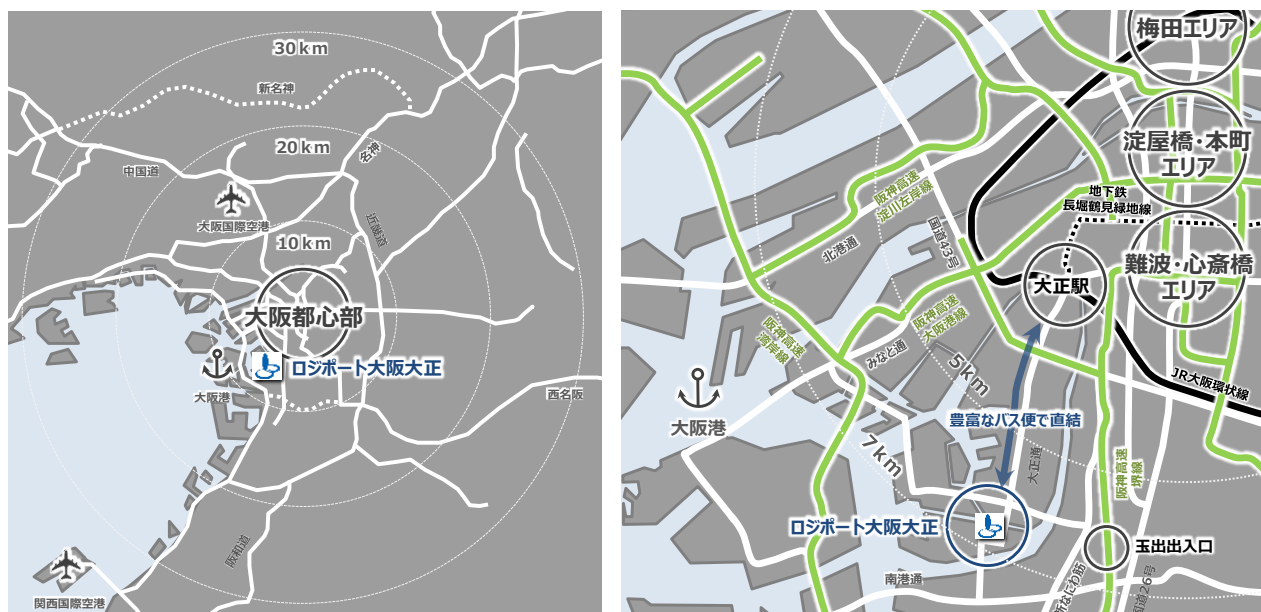 30km
新名神
20km
名神
中国道
大阪国際空港
近畿道
10km
大阪都心部
ロジポート大阪大正
大阪港
西名阪
阪和道
関西国際空港
梅田エリア
淀屋橋・本町
エリア
地下鉄
長堀鶴見緑地線
阪神高速
淀川左岸線
国道43号
北港通
難波・心斎橋
エリア
大正駅
阪神高速
大阪港線
阪神高速
湾岸線
みなと通
5km
JR大阪環状線
大阪港
豊富なバス便で直結
7km
大正通
阪神高速
堺線
ロジポート大阪大正
玉出出入口
南港通
なにわ筋
国道26号